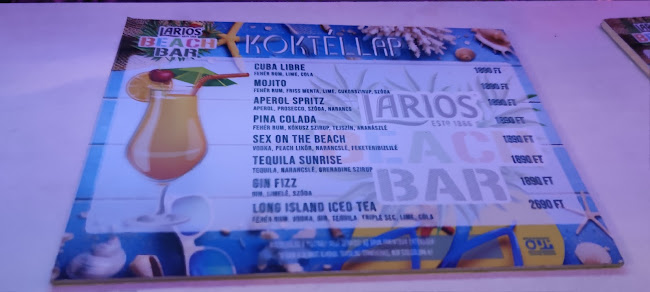 LARIOS
BEACH
BAR
KOKTÉLLAP
CUBA LIBRE 1890 FT
FEHÉR RUM, LIME, COLA
MOJITO 1890 FT
FEHÉR RUM, FRISS MENTA, LIME, CUKORSZIRUP, SZÓDA
APEROL SPRITZ 1890 FT
APEROL, PROSECCO, SZÓDA, NARANCS
PINA COLADA 1890 FT
FEHÉR RUM, KÓKUSZ SZIRUP, TEJSZÍN, ANANÁSZLÉ
SEX ON THE BEACH 1890 FT
VODKA, PEACH LIKŐR, NARANCSLÉ, FEKETERIBIZLILÉ
TEQUILA SUNRISE 1890 FT
TEQUILA, NARANCSLÉ, GRENADINE SZIRUP
GIN FIZZ 1890 FT
GIN, LIMELÉ, SZÓDA
LONG ISLAND ICED TEA 2690 FT
FEHÉR RUM, VODKA, GIN, TEQUILA, TRIPLE SEC, LIME, COLA
LARIOS
ESTD 1866
BEACH
BAR